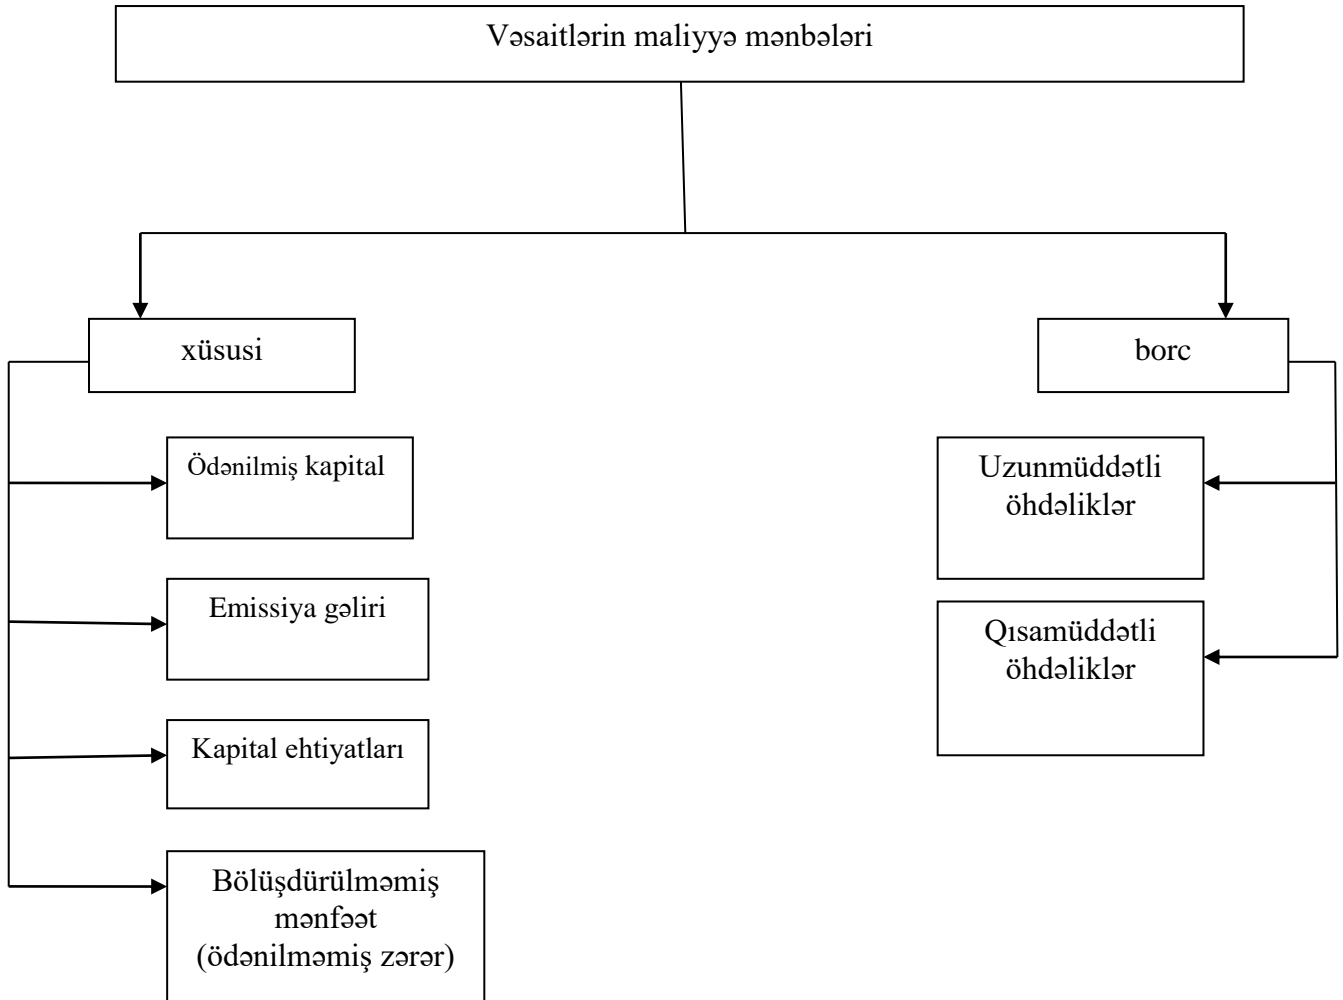 Vəsaitlərin maliyyə mənbələri
xüsusi
borc
Ödənilmiş kapital
Emissiya gəliri
Kapital ehtiyatları
Bölüşdürülməmiş
mənfəət
(ödənilməmiş zərər)
Uzunmüddətli
öhdəliklər
Qısamüddətli
öhdəliklər